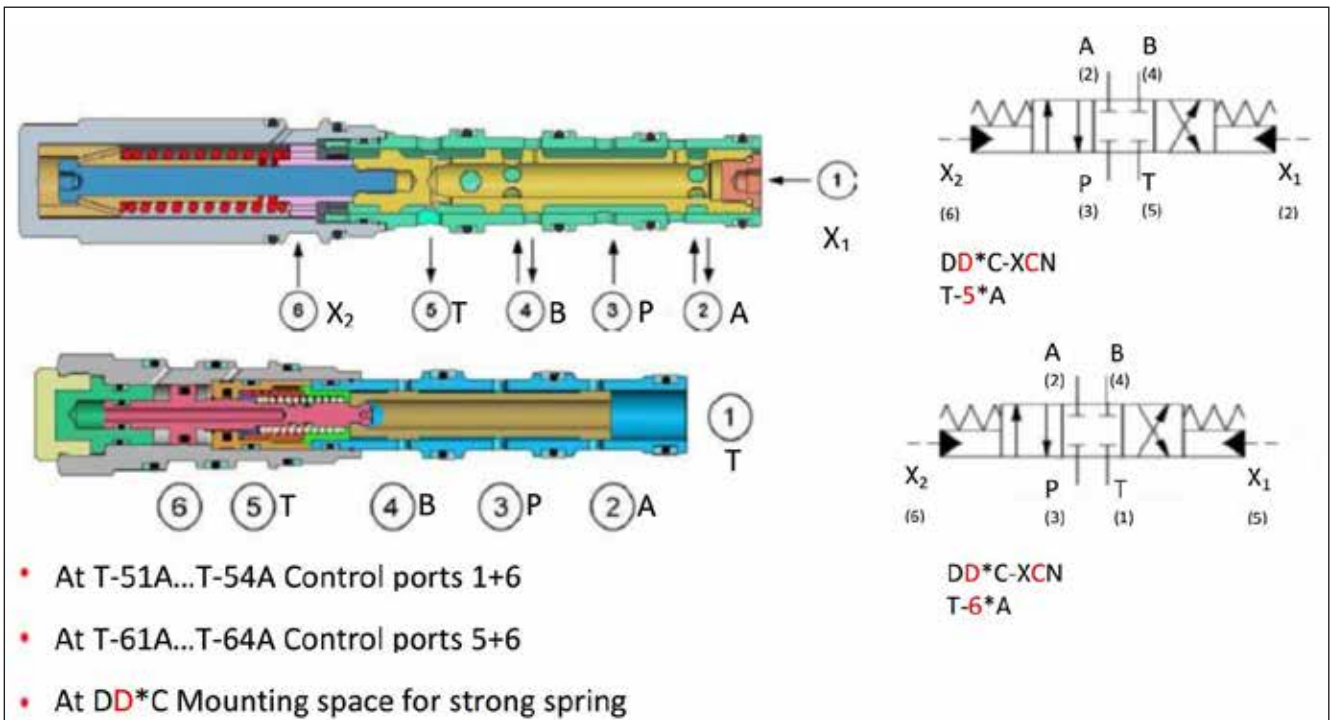 A B
(2) (4)
X₂ P T X₁
(6) (3) (5) (2)
DD*C-XCN
T-5*A
1
X₁
6 X₂ 5 T 4 B 3 P 2 A
A B
(2) (4)
X₂ P T X₁
(6) (3) (1) (5)
DD*C-XCN
T-6*A
1
T
6 5 T 4 B 3 P 2 A
• At T-51A...T-54A Control ports 1+6
• At T-61A...T-64A Control ports 5+6
• At DD*C Mounting space for strong spring